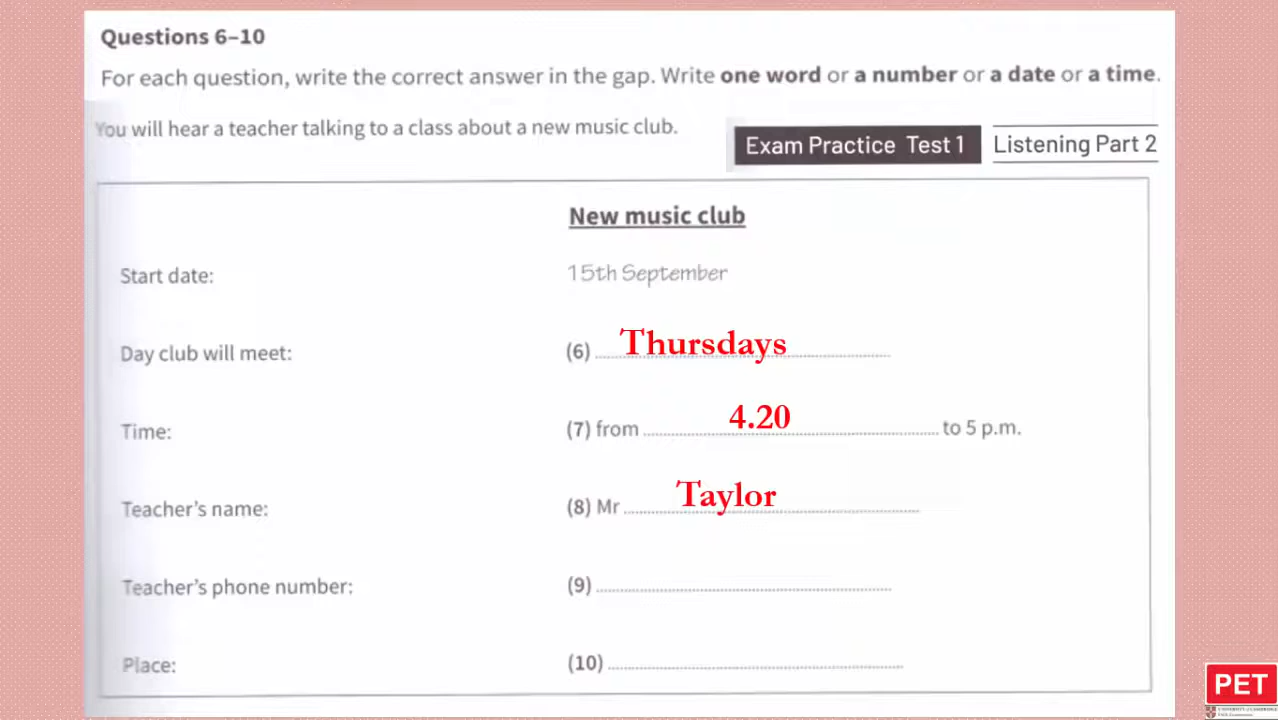 Questions 6–10
For each question, write the correct answer in the gap. Write one word or a number or a date or a time.
You will hear a teacher talking to a class about a new music club.
Exam Practice Test 1 Listening Part 2
New music club
Start date: 15th September
Day club will meet: (6) Thursdays
Time: (7) from 4.20 to 5 p.m.
Teacher's name: (8) Mr Taylor
Teacher's phone number: (9)
Place: (10)
PET